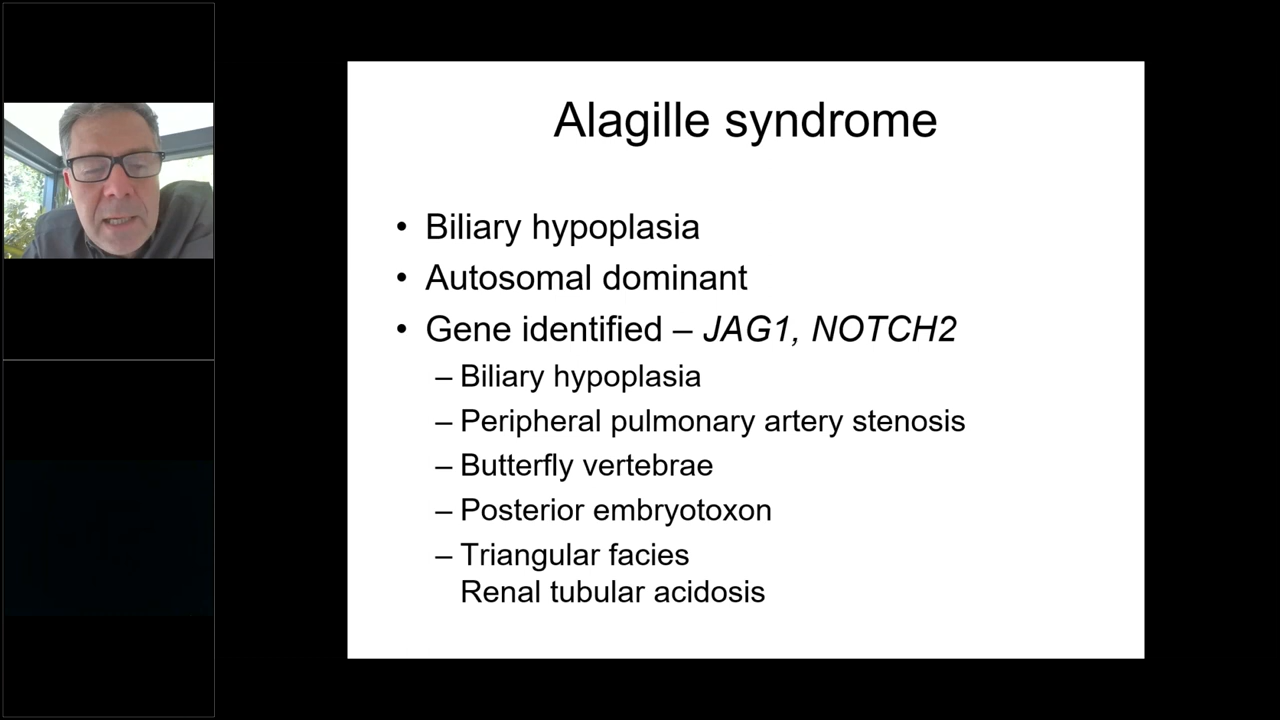 Alagille syndrome
• Biliary hypoplasia
• Autosomal dominant
• Gene identified – JAG1, NOTCH2
– Biliary hypoplasia
– Peripheral pulmonary artery stenosis
– Butterfly vertebrae
– Posterior embryotoxon
– Triangular facies
Renal tubular acidosis